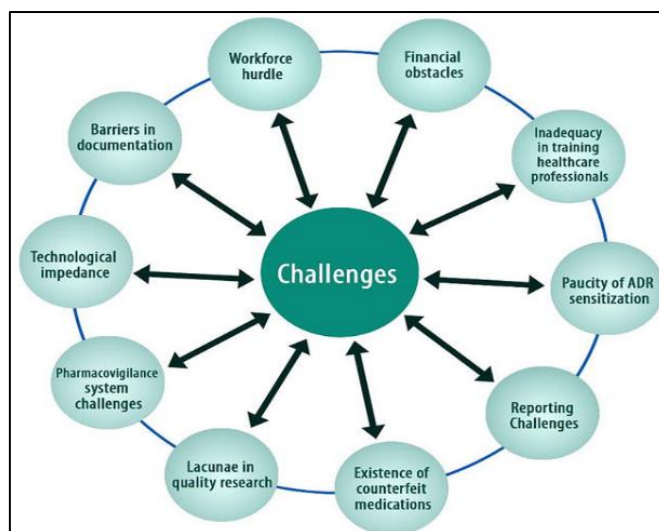 Workforce
hurdle
Financial
obstacles
Inadequacy
in training
healthcare
professionals
Paucity of ADR
sensitization
Reporting
Challenges
Existence of
counterfeit
medications
Lacunae in
quality research
Pharmacovigilance
system
challenges
Technological
impedance
Barriers in
documentation
Challenges